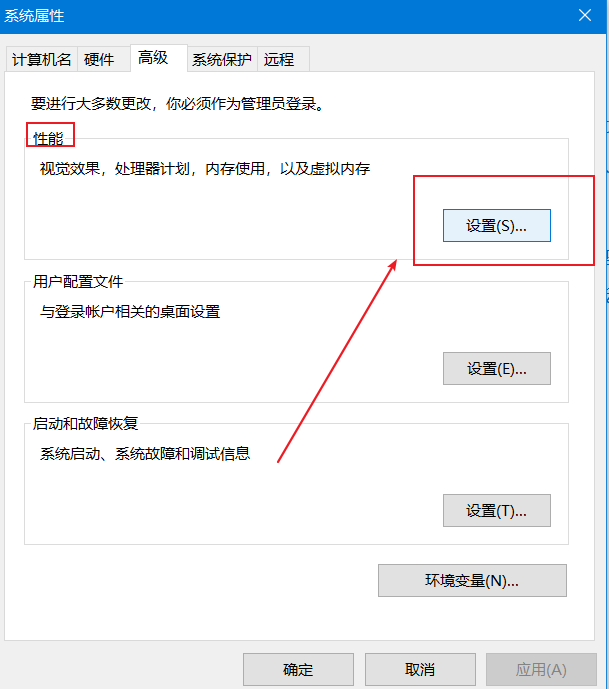 系统属性
计算机名 硬件 高级 系统保护 远程
要进行大多数更改，你必须作为管理员登录。
性能
视觉效果，处理器计划，内存使用，以及虚拟内存
设置(S)...
用户配置文件
与登录帐户相关的桌面设置
设置(E)...
启动和故障恢复
系统启动、系统故障和调试信息
设置(T)...
环境变量(N)...
确定 取消 应用(A)